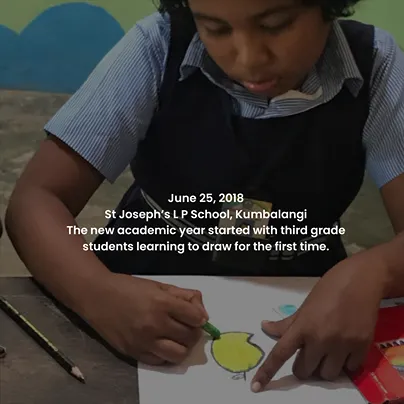 June 25, 2018
St Joseph's L P School, Kumbalangi
The new academic year started with third grade
students learning to draw for the first time.